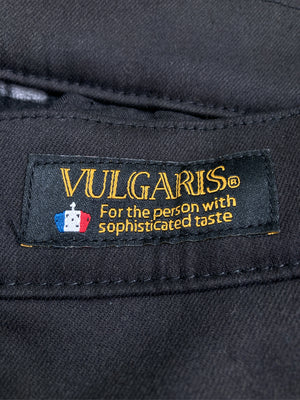 VULGARIS®
For the person with
sophisticated taste